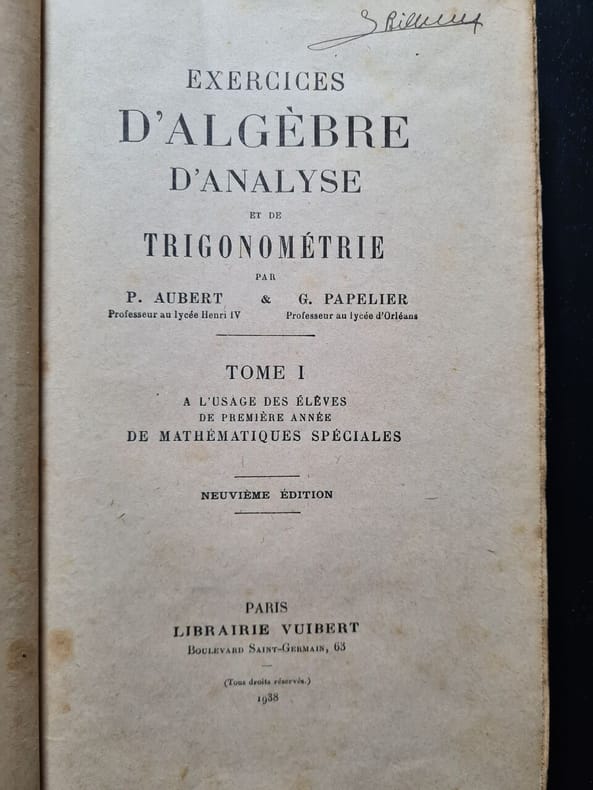 EXERCICES
D'ALGÈBRE
D'ANALYSE
ET DE
TRIGONOMÉTRIE
PAR
P. AUBERT & G. PAPELIER
Professeur au lycée Henri IV Professeur au lycée d'Orléans
TOME I
A L'USAGE DES ÉLÈVES
DE PREMIÈRE ANNÉE
DE MATHÉMATIQUES SPÉCIALES
NEUVIÈME ÉDITION
PARIS
LIBRAIRIE VUIBERT
BOULEVARD SAINT-GERMAIN, 63
(Tous droits réservés.)
1938